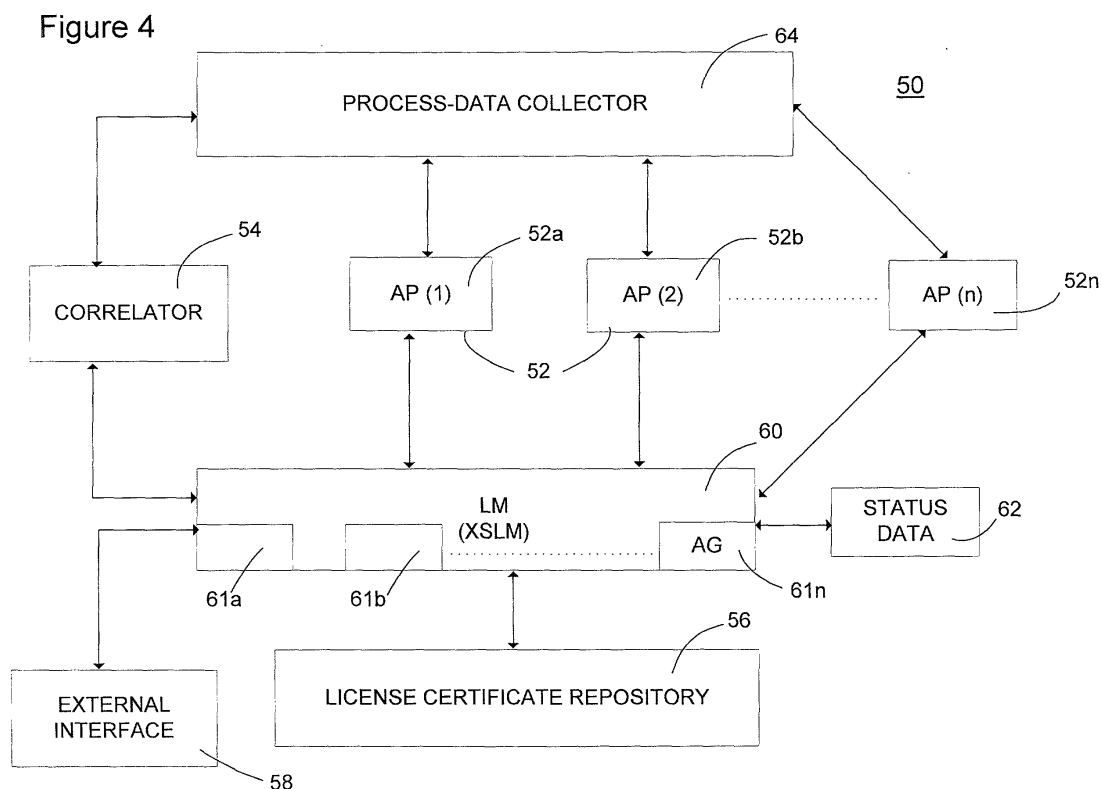 Figure 4
64
PROCESS-DATA COLLECTOR
50
54
52a
52b
CORRELATOR
AP (1)
AP (2)
AP (n)
52n
52
60
LM
(XSLM)
STATUS
DATA
62
AG
61a
61b
61n
56
LICENSE CERTIFICATE REPOSITORY
EXTERNAL
INTERFACE
58